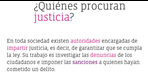 ¿Quiénes procuran
justicia?
En toda sociedad existen autoridades encargadas de
impartir justicia, es decir, de garantizar que se cumpla
la ley. Su trabajo es investigar las denuncias de los
ciudadanos e imponer las sanciones a quienes hayan
cometido un delito.